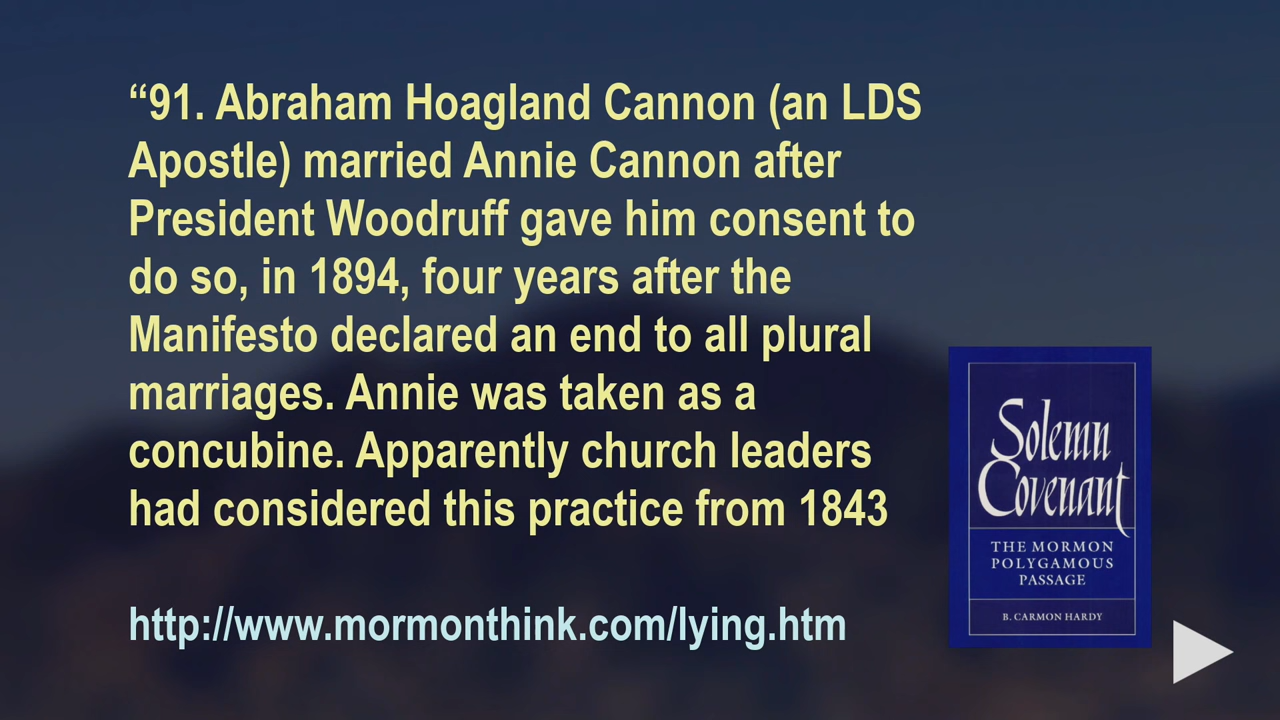 “91. Abraham Hoagland Cannon (an LDS
Apostle) married Annie Cannon after
President Woodruff gave him consent to
do so, in 1894, four years after the
Manifesto declared an end to all plural
marriages. Annie was taken as a
concubine. Apparently church leaders
had considered this practice from 1843
http://www.mormonthink.com/lying.htm
Solemn
Covenant
THE MORMON
POLYGAMOUS
PASSAGE
B. CARMON HARDY